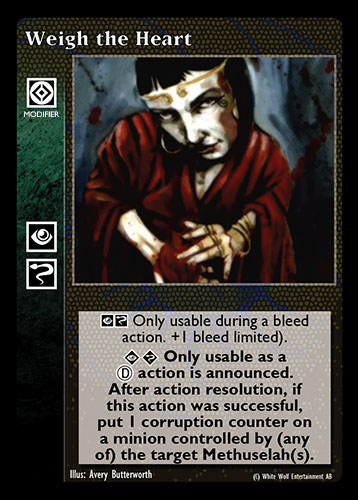 Weigh the Heart
MODIFIER
Only usable during a bleed
action. +1 bleed limited).
Only usable as a
D action is announced.
After action resolution, if
this action was successful,
put 1 corruption counter on
a minion controlled by (any
of) the target Methuselah(s).
Illus: Avery Butterworth
(C) White Wolf Entertainment AB